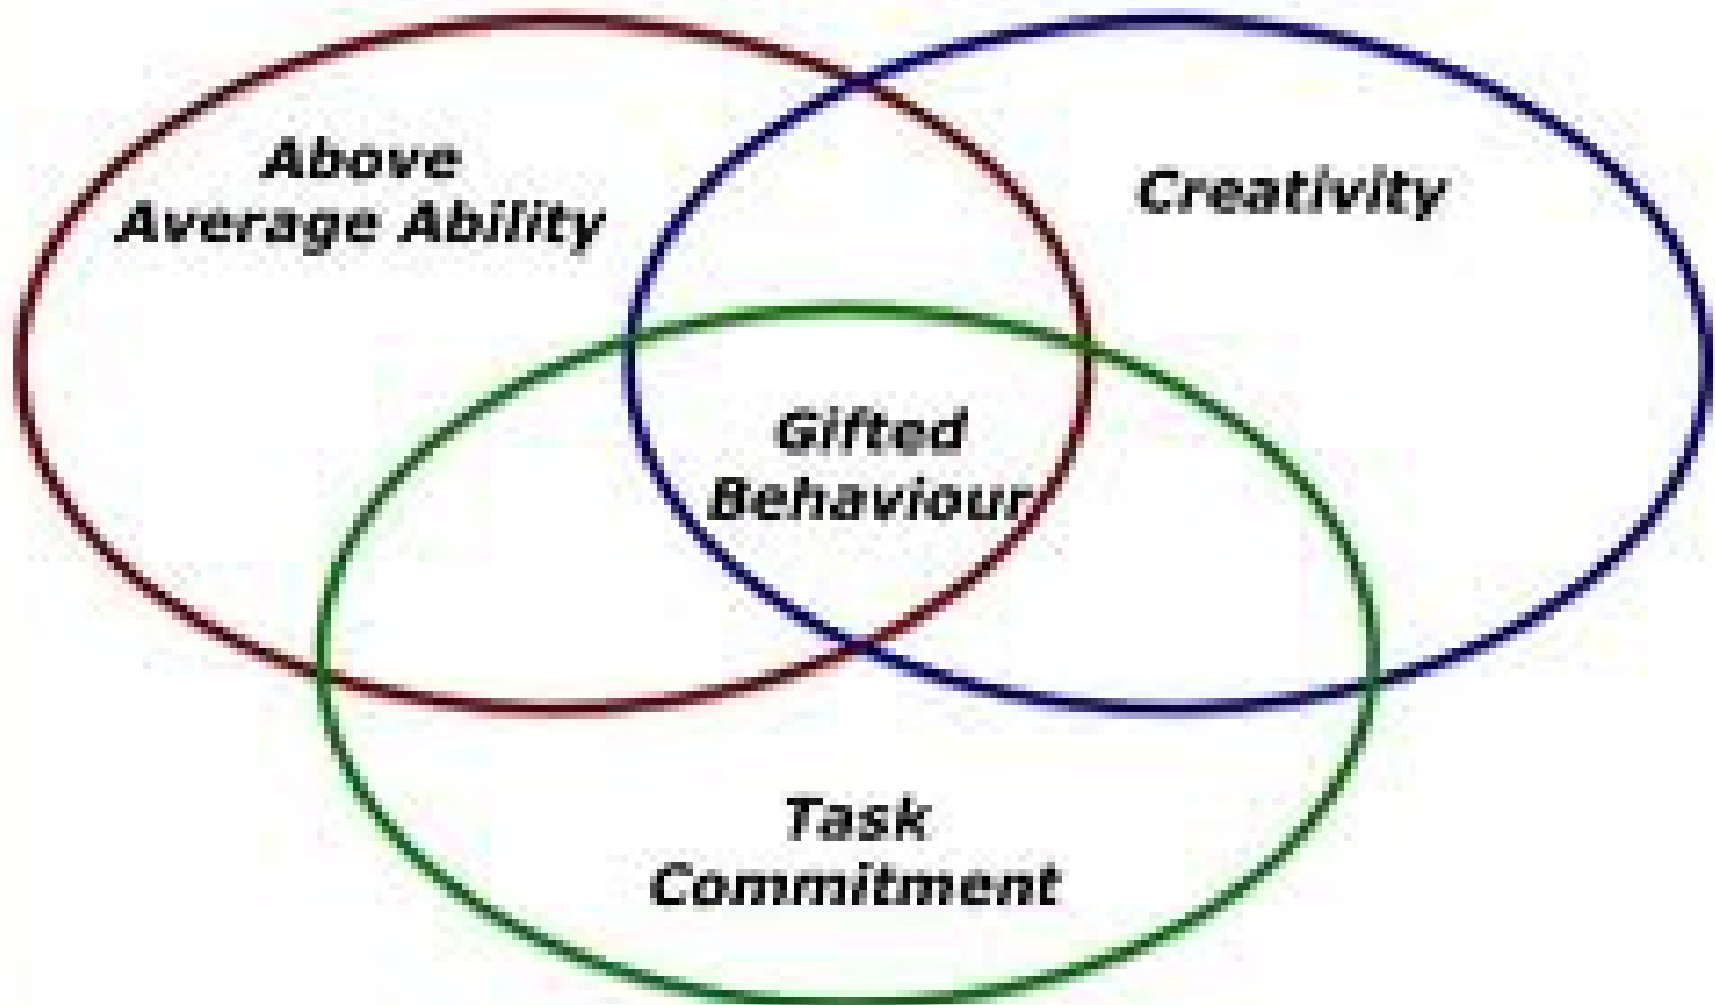 Above
Average Ability
Creativity
Gifted
Behaviour
Task
Commitment